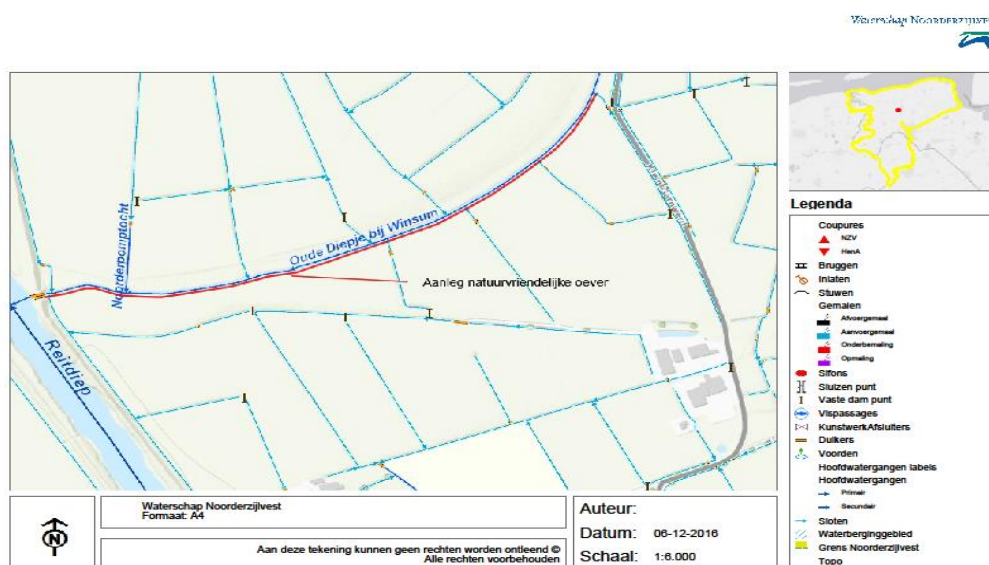 Waterschap NOORDERZIJLVE
Noorderpomptocht
Oude Diepje bij Winsum
Aanleg natuurvriendelijke oever
Reitdiep
Legenda
Coupures
NZV
HenA
Bruggen
Inlaten
Stuwen
Gemalen
Afvoergemaal
Aanvoergemaal
Onderbemaling
Opmaling
Sifons
Sluizen punt
Vaste dam punt
Vispassages
KunstwerkAfsluiters
Duikers
Voorden
Hoofdwatergangen labels
Hoofdwatergangen
Primair
Secundair
Sloten
Waterberginggebied
Grens Noorderzijlvest
Topo
N
Waterschap Noorderzijlvest
Formaat: A4
Aan deze tekening kunnen geen rechten worden ontleend ©
Alle rechten voorbehouden
Auteur:
Datum: 06-12-2016
Schaal: 1:6.000